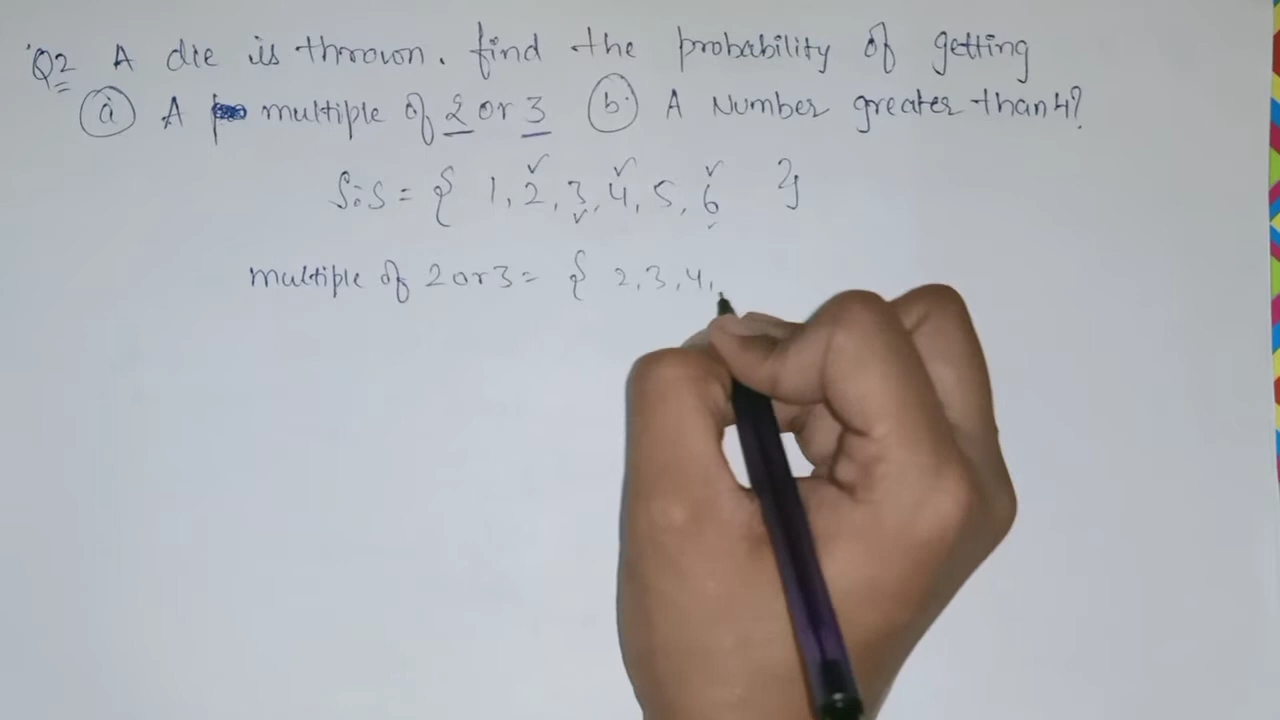 Q2 A die is thrown. find the probability of getting
(a) A multiple of 2 or 3 (b) A Number greater than 4?
S.S = { 1, 2, 3, 4, 5, 6 }
multiple of 2 or 3 = { 2, 3, 4,